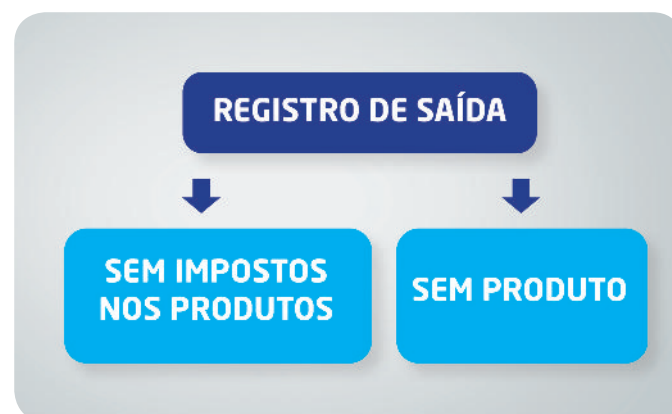 REGISTRO DE SAÍDA
SEM IMPOSTOS
NOS PRODUTOS
SEM PRODUTO